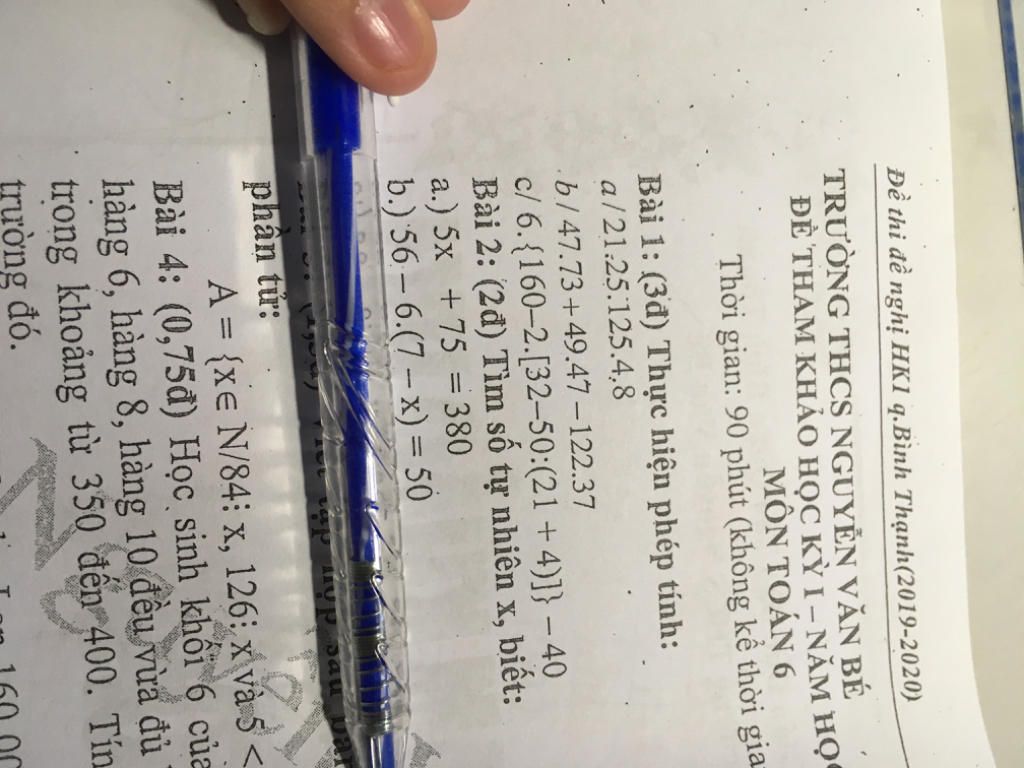 Đề thi đề nghị HK1 q.Bình Thạnh(2019-2020)
TRƯỜNG THCS NGUYỄN VĂN BÉ
ĐỀ THAM KHẢO HỌC KỲ I – NĂM HỌC
MÔN TOÁN 6
Thời gian: 90 phút (không kể thời gia
Bài 1: (3đ) Thực hiện phép tính:
a/21.25.125.4.8
b/47.73+49.47–122.37
c/6.{160–2.[32–50:(21+4)]}–40
Bài 2: (2đ) Tìm số tự nhiên x, biết:
a.) 5x + 75 = 380
b.) 56 – 6.(7 – x) = 50
phần tử:
A = {x∈ N/84⋮ x, 126⋮ x và 5 <
Bài 4: (0,75đ) Học sinh khối 6 của
hàng 6, hàng 8, hàng 10 đều vừa đủ
trong khoảng từ 350 đến 400. Tín
trường đó.